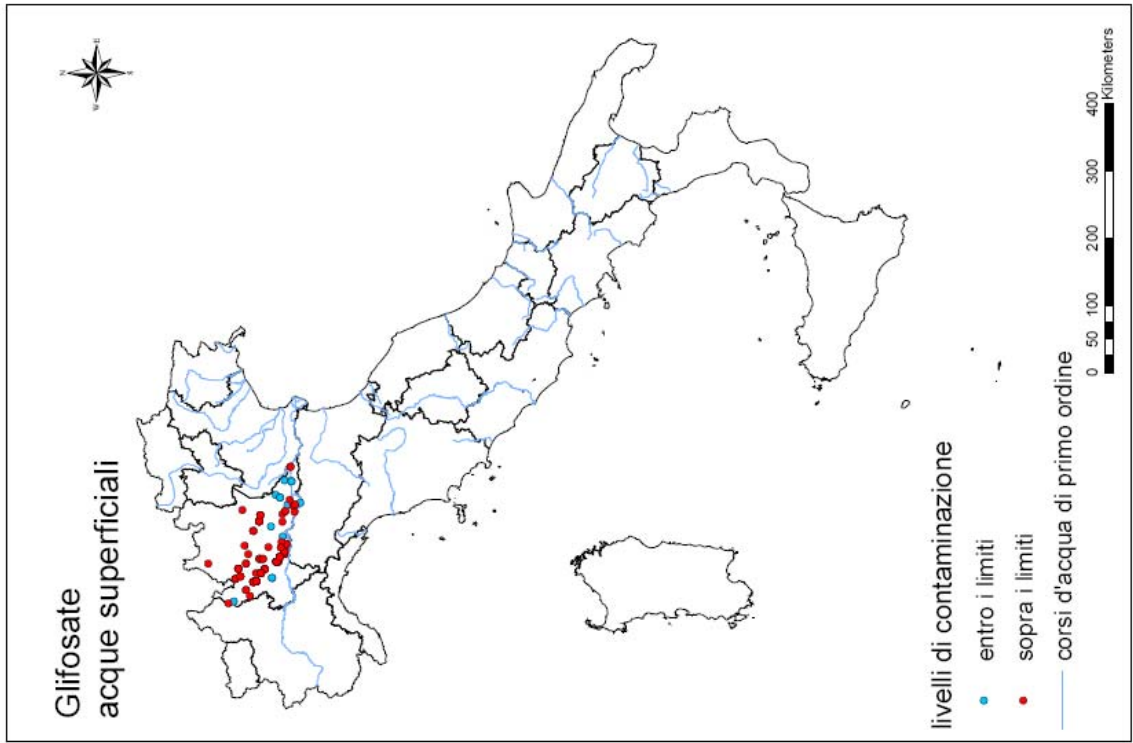 Glifosate
acque superficiali
N
W E
S
livelli di contaminazione
entro i limiti
sopra i limiti
corsi d'acqua di primo ordine
0 50 100 200 300 400
Kilometers